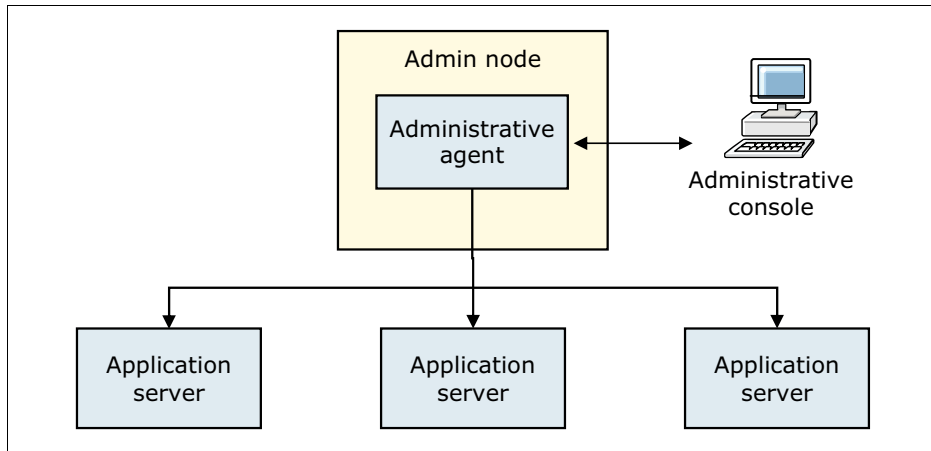 Admin node
Administrative
agent
Administrative
console
Application
server
Application
server
Application
server